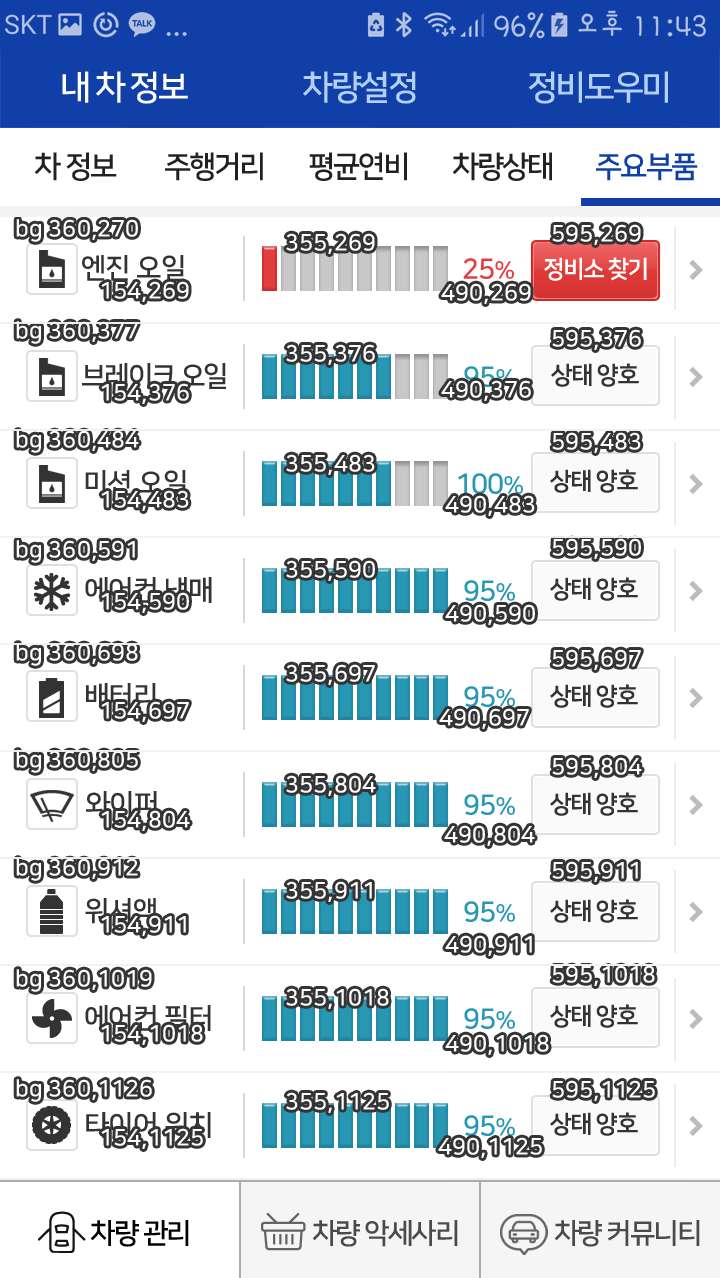 SKT TALK ... 96% 오후 11:43
내 차 정보 차량설정 정비도우미
차 정보 주행거리 평균연비 차량상태 주요부품
bg 360,270 355,269 595,269
엔진 오일 25% 정비소 찾기
154,269 490,269
bg 360,377 355,376 595,376
브레이크 오일 95% 상태 양호
154,376 490,376
bg 360,484 355,483 595,483
미션 오일 100% 상태 양호
154,483 490,483
bg 360,591 355,590 595,590
에어컨 냉매 95% 상태 양호
154,590 490,590
bg 360,698 355,697 595,697
배터리 95% 상태 양호
154,697 490,697
bg 360,805 355,804 595,804
와이퍼 95% 상태 양호
154,804 490,804
bg 360,912 355,911 595,911
워셔액 95% 상태 양호
154,911 490,911
bg 360,1019 355,1018 595,1018
에어컨 필터 95% 상태 양호
154,1018 490,1018
bg 360,1126 355,1125 595,1125
타이어 위치 95% 상태 양호
154,1125 490,1125
차량 관리 차량 악세사리 차량 커뮤니티